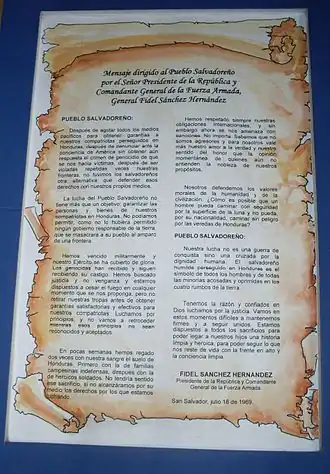 Mensaje dirigido al Pueblo Salvadoreño
por el Señor Presidente de la República y
Comandante General de la Fuerza Armada,
General Fidel Sánchez Hernández
PUEBLO SALVADOREÑO:
Después de agotar todos los medios
pacíficos para obtener garantías a
nuestros compatriotas perseguidos en
Honduras; después de denunciar ante la
conciencia de América sin obtener aún
respuesta el crimen de genocidio de que
se nos hacía víctimas, después de ser
violadas repetidas veces nuestras
fronteras, no tuvimos los salvadoreños
otra alternativa que defender esos
derechos con nuestros propios medios.
La lucha del Pueblo Salvadoreño no
tiene más que un objetivo; garantizar las
personas y bienes de nuestros
compatriotas en Honduras. No podíamos
permitir, como no lo hubiera permitido
ningún gobierno responsable de la tierra,
que se masacrara a su pueblo al amparo
de una frontera.
Hemos vencido militarmente y
nuestro Ejército se ha cubierto de gloria.
Los genocidas han recibido y siguen
recibiendo su castigo. Hemos buscado
justicia y no venganza y estamos
dispuestos a cesar el fuego en cualquier
momento que se nos proponga, pero no
retirar nuestras tropas antes de obtener
garantías satisfactorias y efectivas para
nuestros compatriotas. Luchamos por
principios, y no vamos a retroceder
mientras esos principios no sean
reconocidos y aceptados.
En pocas semanas hemos regado
dos veces con nuestra sangre el suelo de
Honduras. Primero con la de familias
campesinas indefensas, después con la
de heroicos soldados. No tendría sentido
ese sacrificio, si no alcanzáramos por su
medio los derechos por los que estamos
luchando.
Hemos respetado siempre nuestras
obligaciones internacionales, y sin
embargo ahora se nos amenaza con
sanciones. No importa. Sabemos que no
somos agresores y para nosotros vale
más nuestro amor a la verdad y nuestro
sentido del honor que la opinión
momentánea de quienes aún no
entienden la nobleza de nuestros
propósitos.
Nosotros defendemos los valores
morales de la humanidad y de la
civilización. ¿Cómo es posible que un
hombre pueda caminar con seguridad
por la superficie de la luna y no pueda,
por su nacionalidad, caminar sin peligro
por las veredas de Honduras?
PUEBLO SALVADOREÑO:
Nuestra lucha no es una guerra de
conquista sino una cruzada por la
dignidad humana. El salvadoreño
humilde perseguido en Honduras es el
símbolo de todos los hombres y de todas
las minorías acosadas y oprimidas en los
cuatro rumbos de la tierra.
Tenemos la razón y confiados en
Dios luchamos por la justicia. Vamos en
estos momentos difíciles a mantenernos
firmes y a seguir unidos. Estamos
dispuestos a todos los sacrificios para
poder legar a nuestros hijos una historia
limpia y heroica, para poder seguir lo que
nos reste de vida con la frente en alto y
la conciencia limpia.
FIDEL SANCHEZ HERNANDEZ
Presidente de la República y Comandante
General de la Fuerza Armada.
San Salvador, julio 18 de 1969.